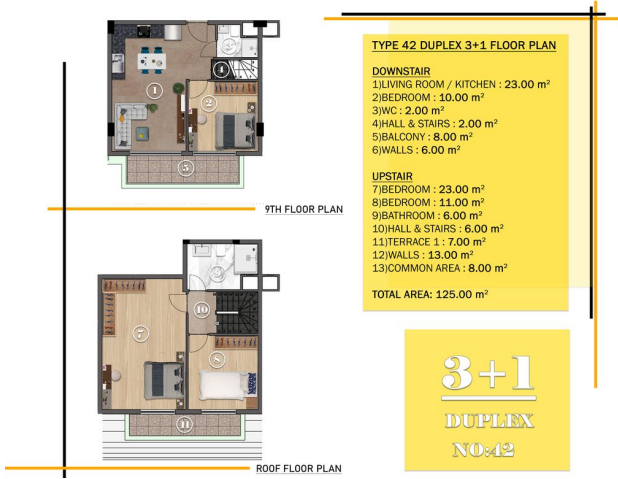 TYPE 42 DUPLEX 3+1 FLOOR PLAN
DOWNSTAIR
1)LIVING ROOM / KITCHEN : 23.00 m²
2)BEDROOM : 10.00 m²
3)WC : 2.00 m²
4)HALL & STAIRS : 2.00 m²
5)BALCONY : 8.00 m²
6)WALLS : 6.00 m²
UPSTAIR
7)BEDROOM : 23.00 m²
8)BEDROOM : 11.00 m²
9)BATHROOM : 6.00 m²
10)HALL & STAIRS : 6.00 m²
11)TERRACE 1 : 7.00 m²
12)WALLS : 13.00 m²
13)COMMON AREA : 8.00 m²
TOTAL AREA: 125.00 m²
3
4
1
2
5
9TH FLOOR PLAN
9
10
7
8
11
ROOF FLOOR PLAN
3+1
DUPLEX
NO:42